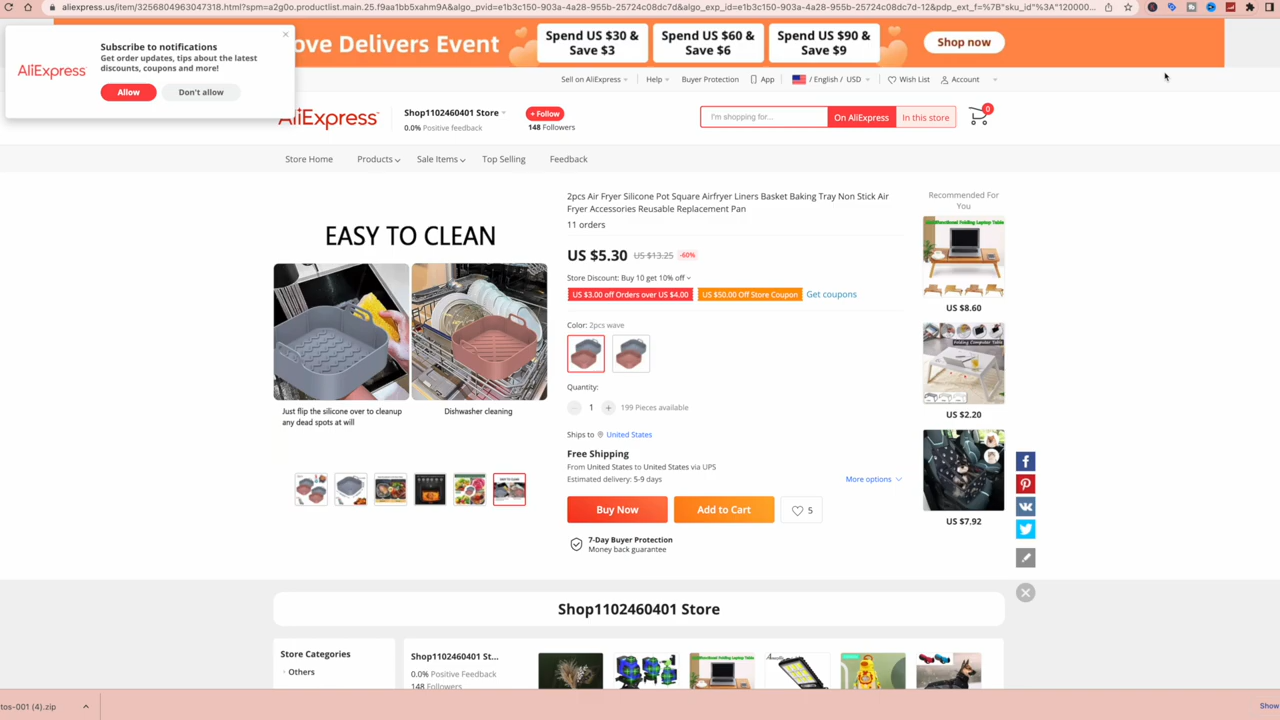 aliexpress.us/item/3256804963047318.html?spm=a2g0o.productlist.main.25.f9aa1bb5xahm9A&algo_pvid=e1b3c150-903a-4a28-955b-25724c08dc7d&algo_exp_id=e1b3c150-903a-4a28-955b-25724c08dc7d-12&pdp_ext_f=%7B"sku_id"%3A"120000...
ove Delivers Event
Spend US $30 &
Save $3
Spend US $60 &
Save $6
Spend US $90 &
Save $9
Shop now
Subscribe to notifications
Get order updates, tips about the latest
discounts, coupons and more!
AliExpress
Allow
Don't allow
Sell on AliExpress
Help
Buyer Protection
App
/ English / USD
Wish List
Account
AliExpress
Shop1102460401 Store
0.0% Positive feedback
+ Follow
148 Followers
I'm shopping for...
On AliExpress
In this store
0
Store Home
Products
Sale Items
Top Selling
Feedback
EASY TO CLEAN
Just flip the silicone over to cleanup
any dead spots at will
Dishwasher cleaning
2pcs Air Fryer Silicone Pot Square Airfryer Liners Basket Baking Tray Non Stick Air
Fryer Accessories Reusable Replacement Pan
11 orders
US $5.30 US $13.25 -60%
Store Discount: Buy 10 get 10% off
US $3.00 off Orders over US $4.00
US $50.00 Off Store Coupon
Get coupons
Color: 2pcs wave
Quantity:
1
199 Pieces available
Ships to United States
Free Shipping
From United States to United States via UPS
Estimated delivery: 5-9 days
More options
Buy Now
Add to Cart
5
7-Day Buyer Protection
Money back guarantee
Recommended For
You
US $8.60
Folding Computer Table
US $2.20
US $7.92
Shop1102460401 Store
Store Categories
Others
Shop1102460401 St...
0.0% Positive Feedback
148 Followers
tos-001 (4).zip
Show